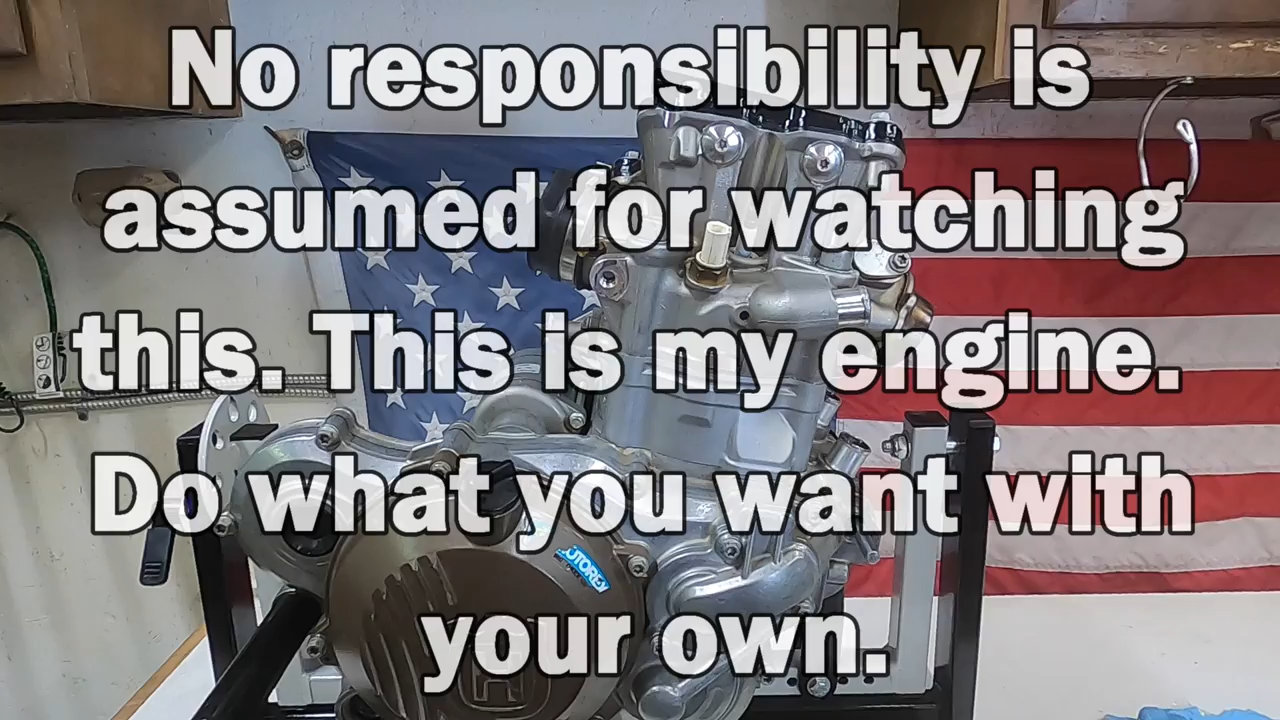 No responsibility is
assumed for watching
this. This is my engine.
Do what you want with
your own.